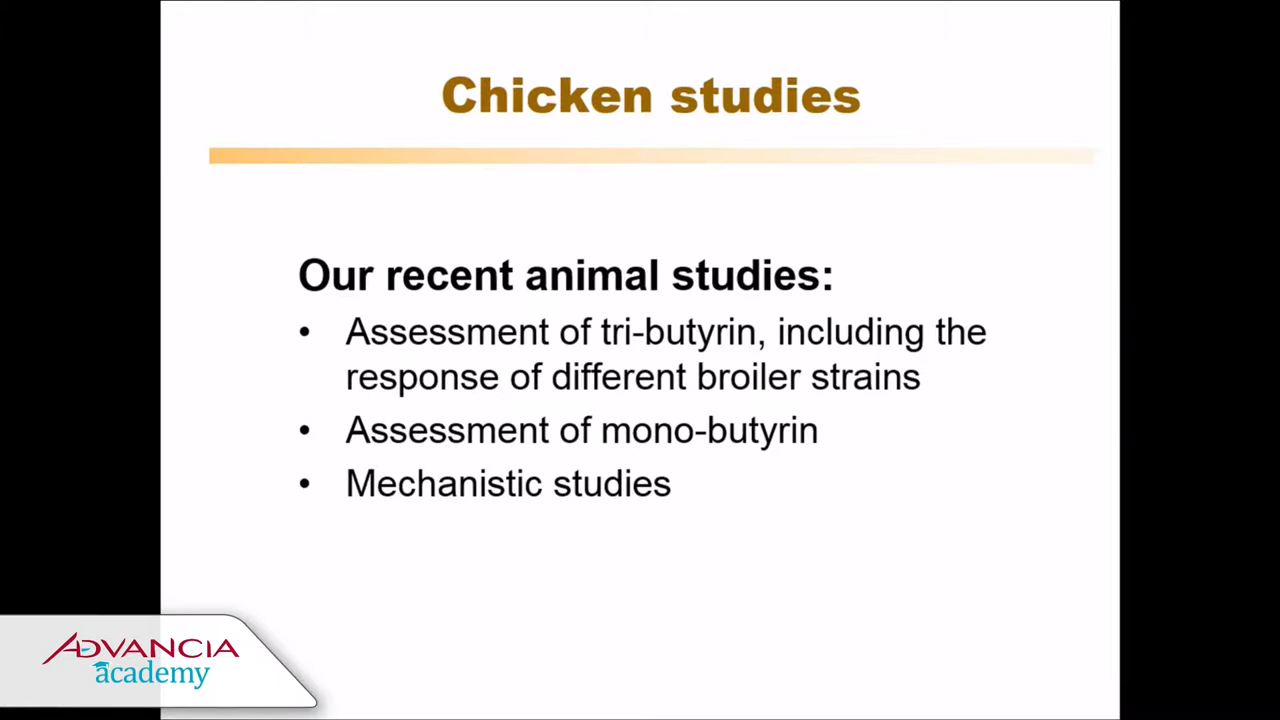 Chicken studies
Our recent animal studies:
• Assessment of tri-butyrin, including the
response of different broiler strains
• Assessment of mono-butyrin
• Mechanistic studies
ADVANCIA
academy